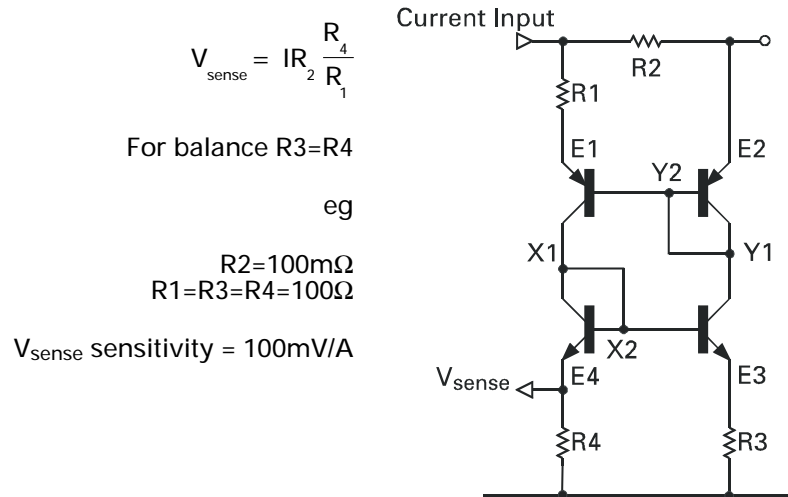 Current Input
V_sense = IR_2 R_4/R_1
R2
R1
For balance R3=R4
E1
E2
Y2
eg
X1
Y1
R2=100mΩ
R1=R3=R4=100Ω
X2
V_sense sensitivity = 100mV/A
E4
E3
V_sense
R4
R3